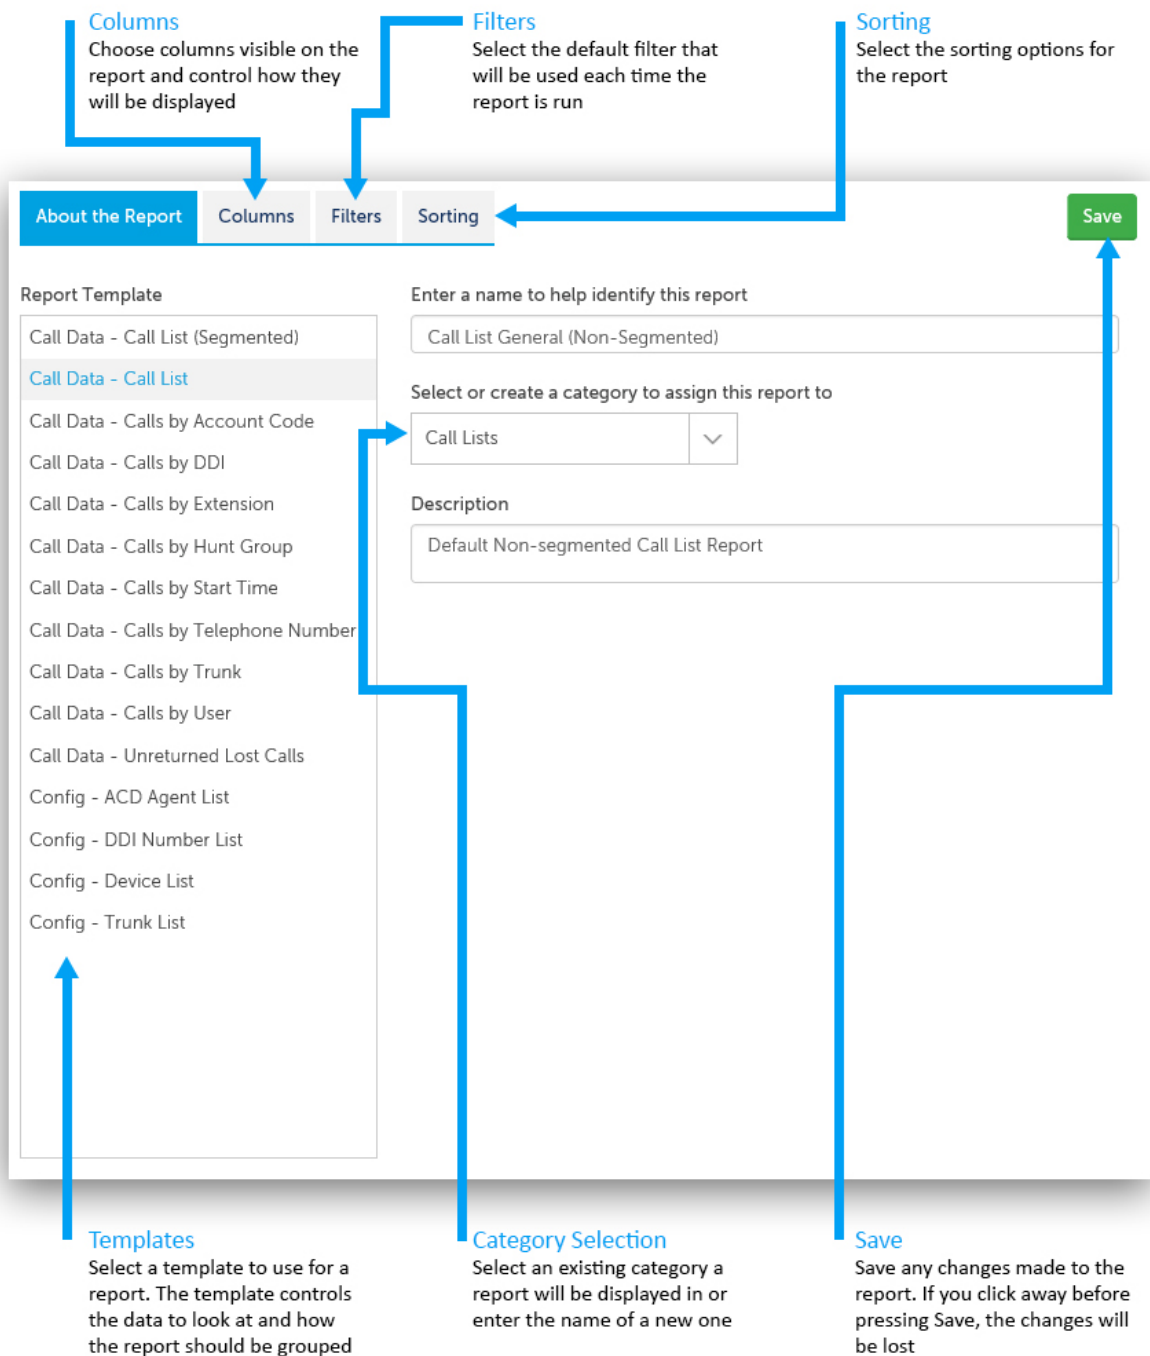 Columns
Choose columns visible on the
report and control how they
will be displayed
Filters
Select the default filter that
will be used each time the
report is run
Sorting
Select the sorting options for
the report
About the Report
Columns
Filters
Sorting
Save
Report Template
Call Data - Call List (Segmented)
Call Data - Call List
Call Data - Calls by Account Code
Call Data - Calls by DDI
Call Data - Calls by Extension
Call Data - Calls by Hunt Group
Call Data - Calls by Start Time
Call Data - Calls by Telephone Number
Call Data - Calls by Trunk
Call Data - Calls by User
Call Data - Unreturned Lost Calls
Config - ACD Agent List
Config - DDI Number List
Config - Device List
Config - Trunk List
Enter a name to help identify this report
Call List General (Non-Segmented)
Select or create a category to assign this report to
Call Lists
Description
Default Non-segmented Call List Report
Templates
Select a template to use for a
report. The template controls
the data to look at and how
the report should be grouped
Category Selection
Select an existing category a
report will be displayed in or
enter the name of a new one
Save
Save any changes made to the
report. If you click away before
pressing Save, the changes will
be lost